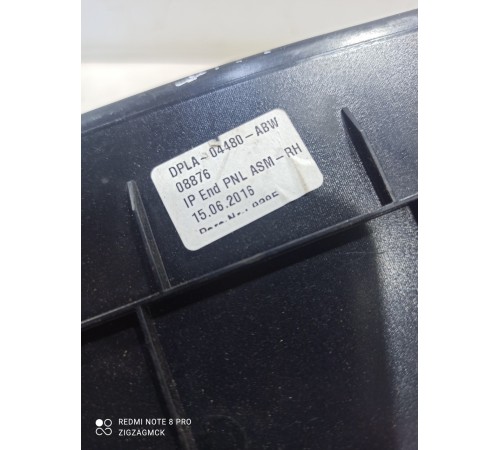 DPLA-04480-ABW
08876
IP End PNL ASM-RH
15.06.2016
REDMI NOTE 8 PRO
ZIGZAGMCK